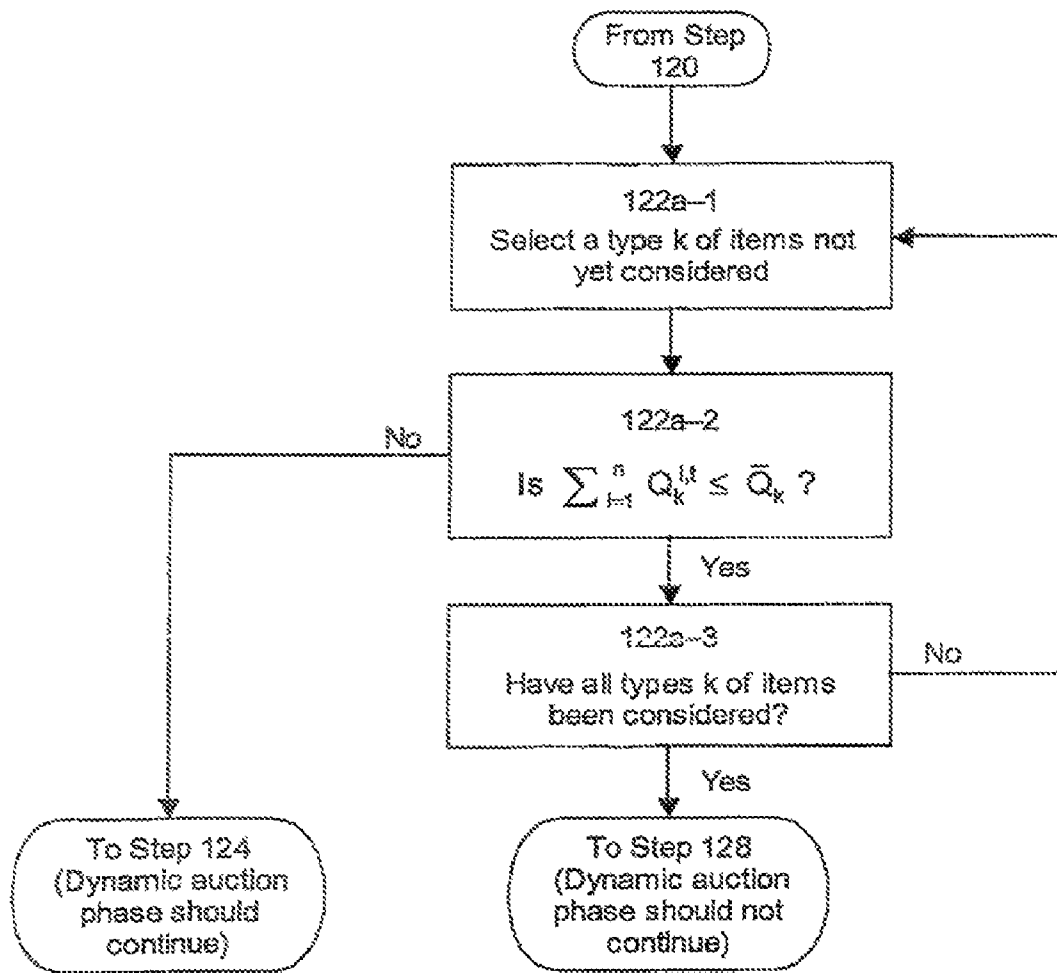 From Step
120
122a–1
Select a type k of items not
yet considered
122a–2
No
Is ∑ n i=1 Q k i,t ≤ Q̄ k ?
Yes
122a–3
No
Have all types k of items
been considered?
Yes
To Step 124
(Dynamic auction
phase should
continue)
To Step 128
(Dynamic auction
phase should not
continue)